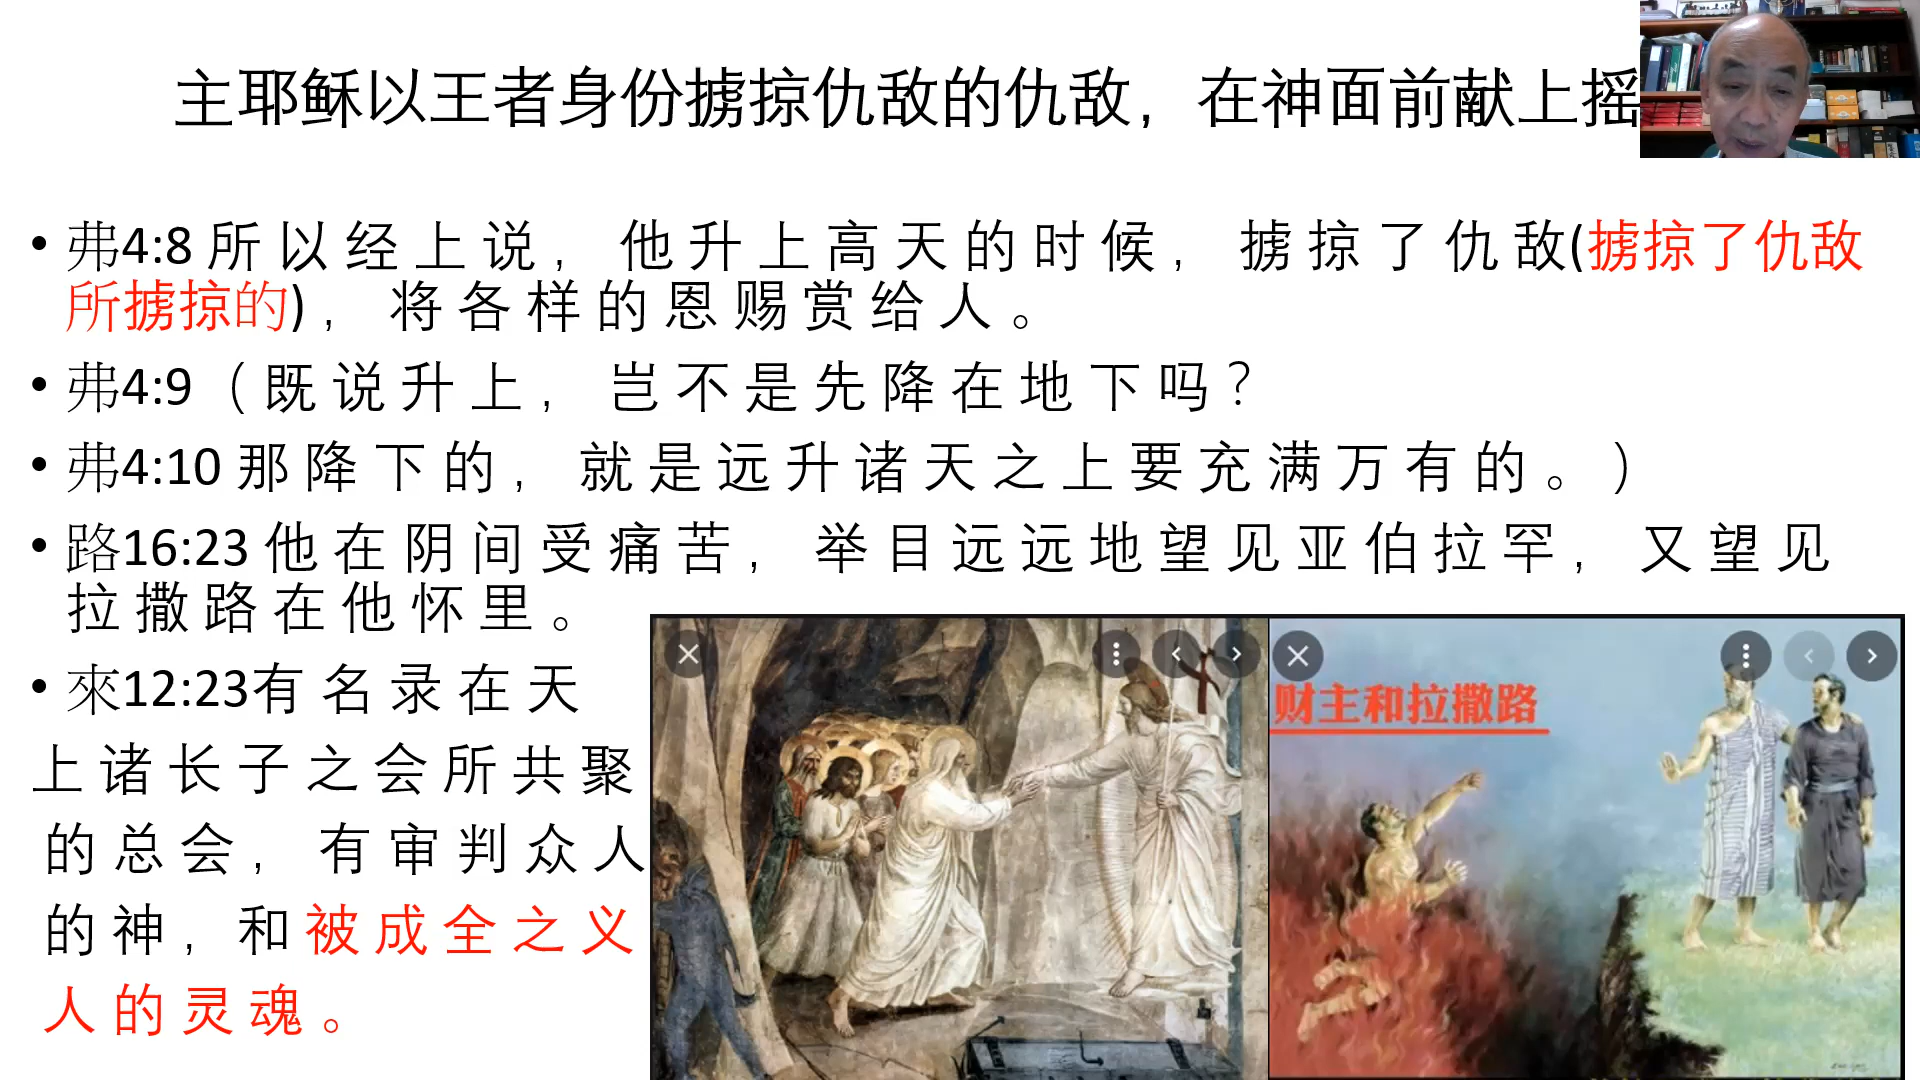 主耶稣以王者身份掳掠仇敌的仇敌，在神面前献上摇
• 弗4:8 所以经上说，他升上高天的时候，掳掠了仇敌(掳掠了仇敌
所掳掠的)，将各样的恩赐赏给人。
• 弗4:9（既说升上，岂不是先降在地下吗？
• 弗4:10 那降下的，就是远升诸天之上要充满万有的。）
• 路16:23 他在阴间受痛苦，举目远远地望见亚伯拉罕，又望见
拉撒路在他怀里。
• 來12:23有名录在天
上诸长子之会所共聚
的总会，有审判众人
的神，和被成全之义
人的灵魂。
财主和拉撒路